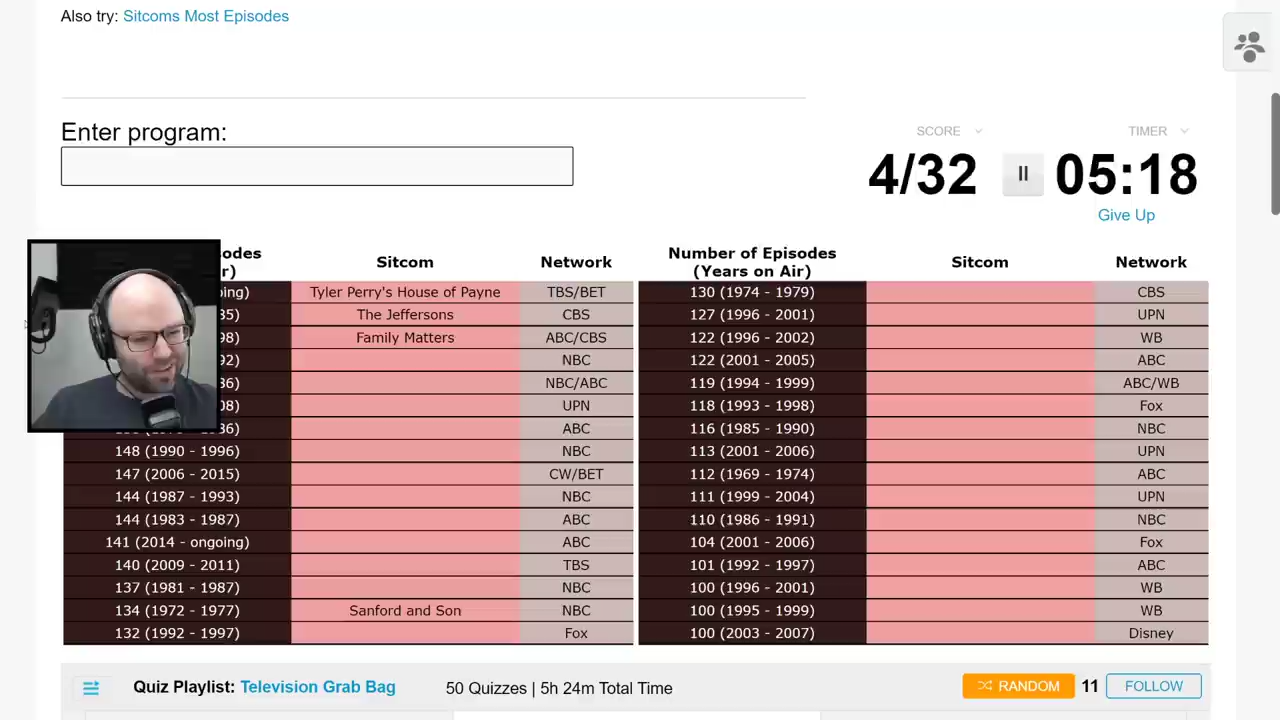 Also try: Sitcoms Most Episodes
Enter program:
SCORE
TIMER
4/32
05:18
Give Up
Sitcom
Network
Number of Episodes
(Years on Air)
Sitcom
Network
Tyler Perry's House of Payne TBS/BET 130 (1974 - 1979) CBS
The Jeffersons CBS 127 (1996 - 2001) UPN
Family Matters ABC/CBS 122 (1996 - 2002) WB
NBC 122 (2001 - 2005) ABC
NBC/ABC 119 (1994 - 1999) ABC/WB
UPN 118 (1993 - 1998) Fox
ABC 116 (1985 - 1990) NBC
148 (1990 - 1996) NBC 113 (2001 - 2006) UPN
147 (2006 - 2015) CW/BET 112 (1969 - 1974) ABC
144 (1987 - 1993) NBC 111 (1999 - 2004) UPN
144 (1983 - 1987) ABC 110 (1986 - 1991) NBC
141 (2014 - ongoing) ABC 104 (2001 - 2006) Fox
140 (2009 - 2011) TBS 101 (1992 - 1997) ABC
137 (1981 - 1987) NBC 100 (1996 - 2001) WB
134 (1972 - 1977) Sanford and Son NBC 100 (1995 - 1999) WB
132 (1992 - 1997) Fox 100 (2003 - 2007) Disney
Quiz Playlist: Television Grab Bag 50 Quizzes | 5h 24m Total Time RANDOM 11 FOLLOW